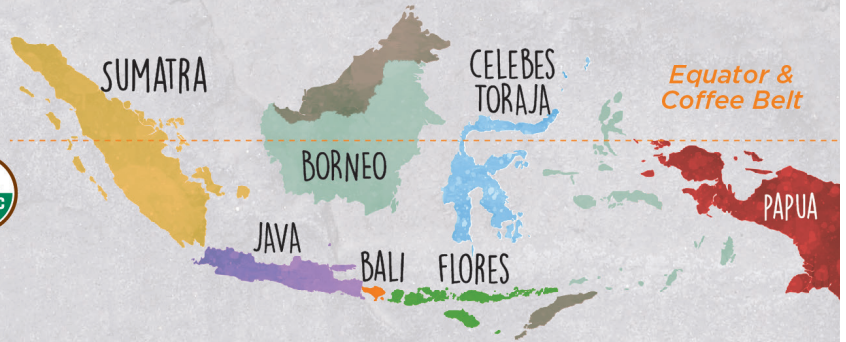 SUMATRA
CELEBES
TORAJA
Equator &
Coffee Belt
BORNEO
PAPUA
JAVA
BALI
FLORES